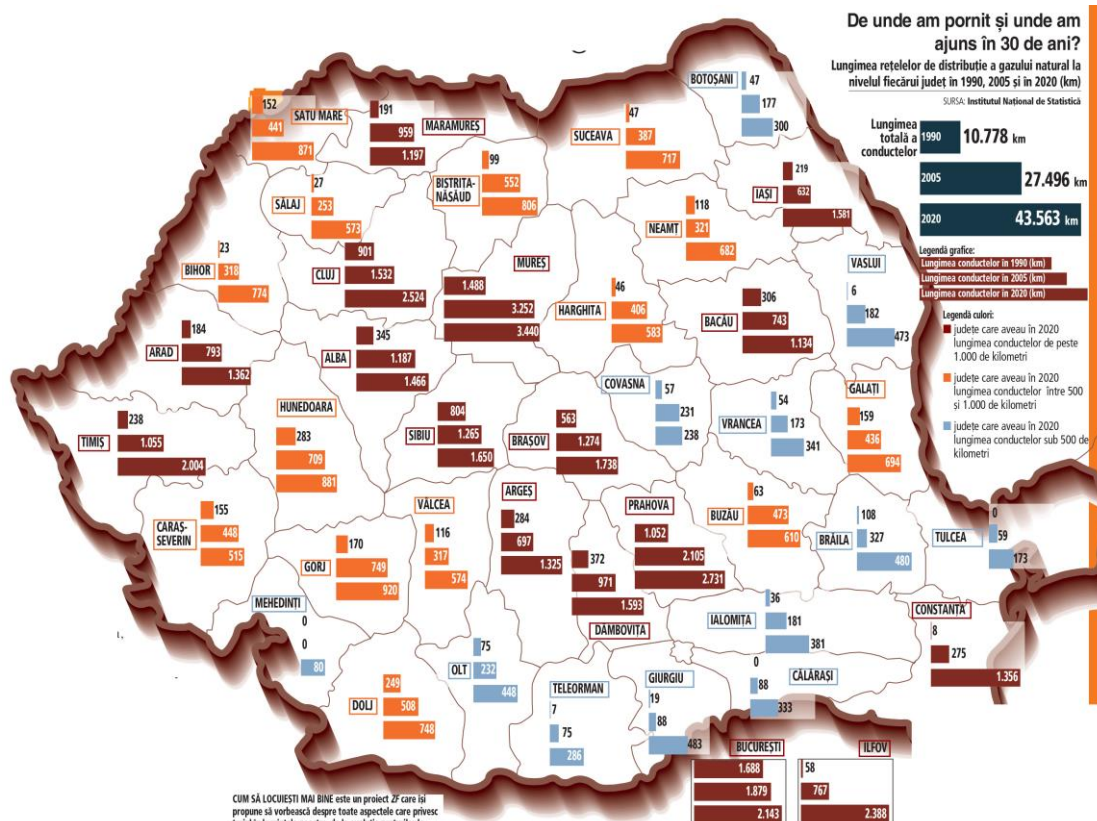 De unde am pornit și unde am
ajuns în 30 de ani?
Lungimea rețelelor de distribuție a gazului natural la
nivelul fiecărui județ în 1990, 2005 și în 2020 (km)
SURSA: Institutul Național de Statistică
Lungimea
totală a
conductelor
1990 10.778 km
2005 27.496 km
2020 43.563 km
Legendă grafice:
Lungimea conductelor în 1990 (km)
Lungimea conductelor în 2005 (km)
Lungimea conductelor în 2020 (km)
Legendă culori:
județe care aveau în 2020
lungimea conductelor de peste
1.000 de kilometri
județe care aveau în 2020
lungimea conductelor între 500
și 1.000 de kilometri
județe care aveau în 2020
lungimea conductelor sub 500 de
kilometri
SATU MARE
152
441
871
MARAMUREȘ
191
959
1.197
SUCEAVA
47
387
717
BOTOȘANI
47
177
300
SĂLAJ
27
253
573
BISTRIȚA-
NĂSĂUD
99
552
806
NEAMȚ
118
321
682
IAȘI
219
632
1.581
BIHOR
23
318
774
CLUJ
901
1.532
2.524
MUREȘ
1.488
3.252
3.440
HARGHITA
46
406
583
BACĂU
306
743
1.134
VASLUI
6
182
473
ARAD
184
793
1.362
ALBA
345
1.187
1.466
TIMIȘ
238
1.055
2.004
HUNEDOARA
283
709
881
SIBIU
804
1.265
1.650
BRAȘOV
563
1.274
1.738
COVASNA
57
231
238
VRANCEA
54
173
341
GALAȚI
159
436
694
CARAȘ-
SEVERIN
155
448
515
GORJ
170
749
920
VÂLCEA
116
317
574
ARGEȘ
284
697
1.325
DÂMBOVIȚA
372
971
1.593
PRAHOVA
1.052
2.105
2.731
BUZĂU
63
473
610
BRĂILA
108
327
480
TULCEA
0
59
173
MEHEDINȚI
0
0
80
DOLJ
249
508
748
OLT
75
232
448
TELEORMAN
7
75
286
GIURGIU
19
88
483
IALOMIȚA
36
181
381
CĂLĂRAȘI
0
88
333
CONSTANȚA
8
275
1.356
BUCUREȘTI
1.688
1.879
2.143
ILFOV
58
767
2.388
CUM SĂ LOCUIEȘTI MAI BINE este un proiect ZF care își
propune să vorbească despre toate aspectele care privesc